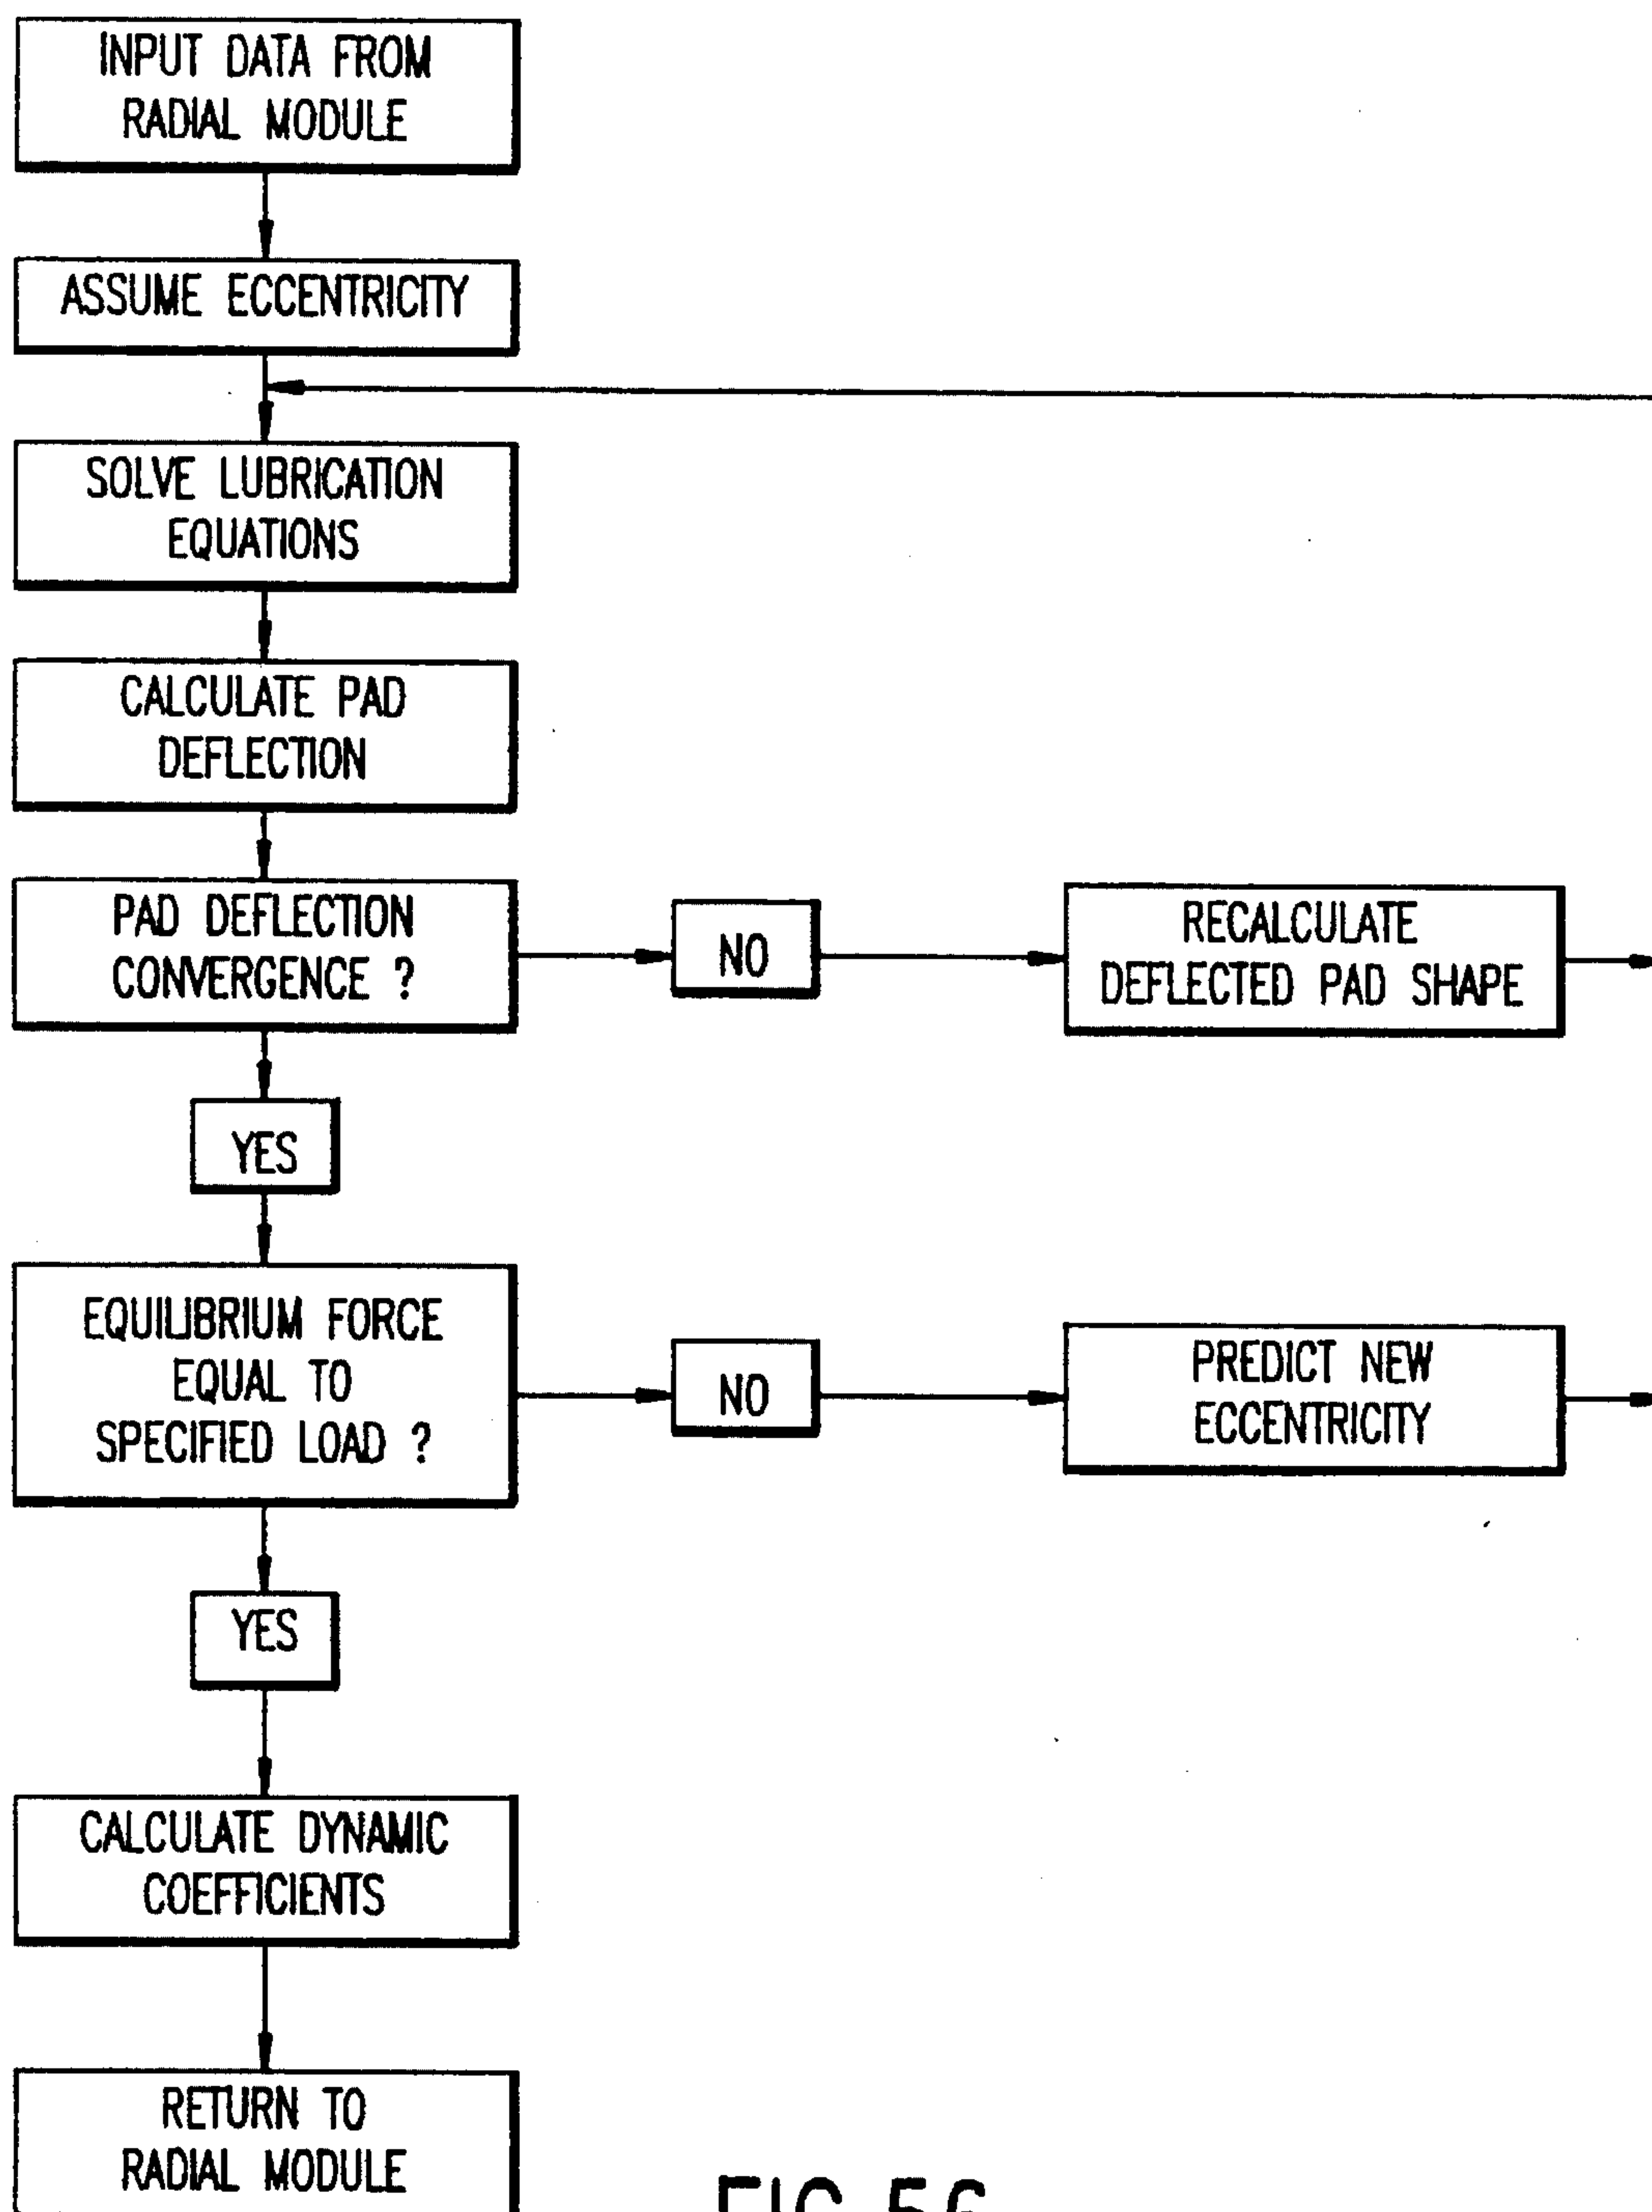 INPUT DATA FROM
RADIAL MODULE
ASSUME ECCENTRICITY
SOLVE LUBRICATION
EQUATIONS
CALCULATE PAD
DEFLECTION
PAD DEFLECTION
CONVERGENCE ?
NO
RECALCULATE
DEFLECTED PAD SHAPE
YES
EQUILIBRIUM FORCE
EQUAL TO
SPECIFIED LOAD ?
NO
PREDICT NEW
ECCENTRICITY
YES
CALCULATE DYNAMIC
COEFFICIENTS
RETURN TO
RADIAL MODULE
FIG.56